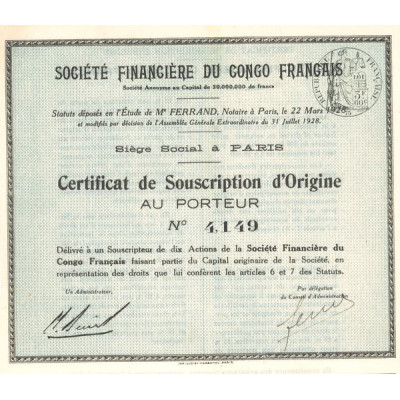 SOCIÉTÉ FINANCIÈRE DU CONGO FRANÇAIS
Société Anonyme au Capital de 30.000.000 de francs
Statuts déposés en l'Étude de Me FERRAND, Notaire à Paris, le 22 Mars 1928
et modifiés par décision de l'Assemblée Générale Extraordinaire du 31 Juillet 1928.
Siège Social à PARIS
Certificat de Souscription d'Origine
AU PORTEUR
No 4,149
Délivré à un Souscripteur de dix Actions de la Société Financière du
Congo Français faisant partie du Capital originaire de la Société, en
représentation des droits que lui confèrent les articles 6 et 7 des Statuts.
Un Administrateur,
Par délégation
du Conseil d'Administration